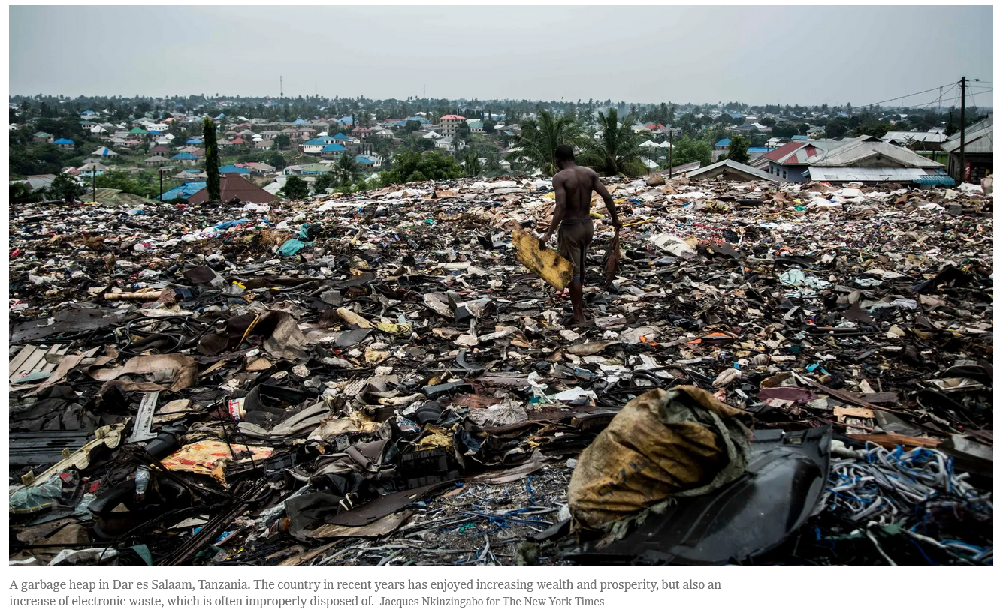 A garbage heap in Dar es Salaam, Tanzania. The country in recent years has enjoyed increasing wealth and prosperity, but also an
increase of electronic waste, which is often improperly disposed of. Jacques Nkinzingabo for The New York Times